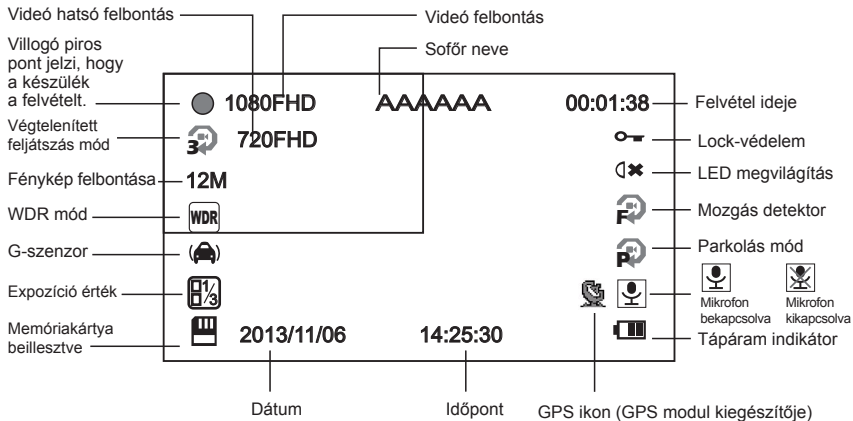 Videó hatsó felbontás
Videó felbontás
Villogó piros
pont jelzi, hogy
a készülék
a felvételt.
Sofőr neve
1080FHD
AAAAAA
00:01:38
Felvétel ideje
Végtelenített
feljátszás mód
3
720FHD
Lock-védelem
Fénykép felbontása
12M
LED megvilágítás
WDR mód
WDR
F
Mozgás detektor
G-szenzor
P
Parkolás mód
Expozíció érték
1/3
Mikrofon
bekapcsolva
Mikrofon
kikapcsolva
Memóriakártya
beillesztve
2013/11/06
14:25:30
Tápáram indikátor
Dátum
Időpont
GPS ikon (GPS modul kiegészítője)